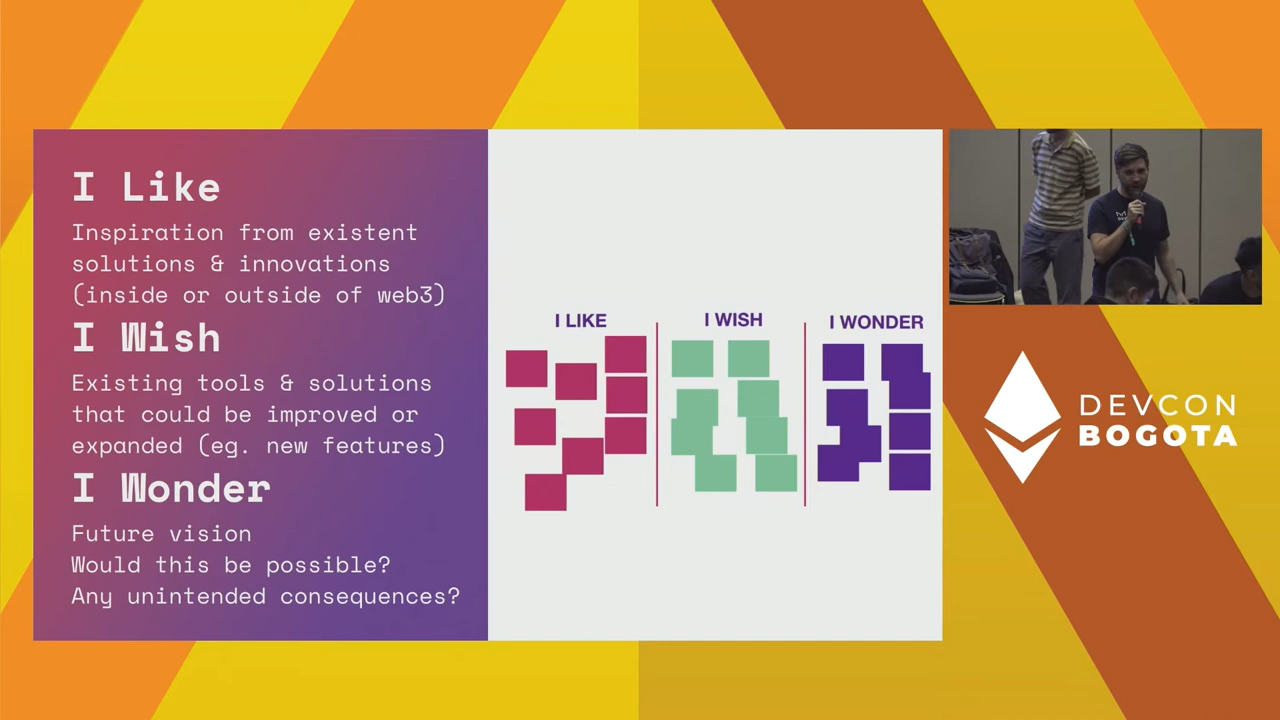 I Like
Inspiration from existent
solutions & innovations
(inside or outside of web3)
I Wish
Existing tools & solutions
that could be improved or
expanded (eg. new features)
I Wonder
Future vision
Would this be possible?
Any unintended consequences?
I LIKE
I WISH
I WONDER
DEVCON
BOGOTA